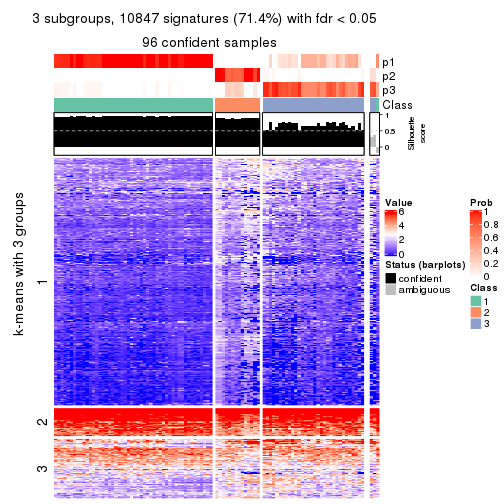 3 subgroups, 10847 signatures (71.4%) with fdr < 0.05
96 confident samples
p1
p2
p3
Class
1
0.5
0
Silhouette
score
k-means with 3 groups
1
2
3
Value
6
4
2
0
Status (barplots)
confident
ambiguous
Prob
1
0.8
0.6
0.4
0.2
0
Class
1
2
3